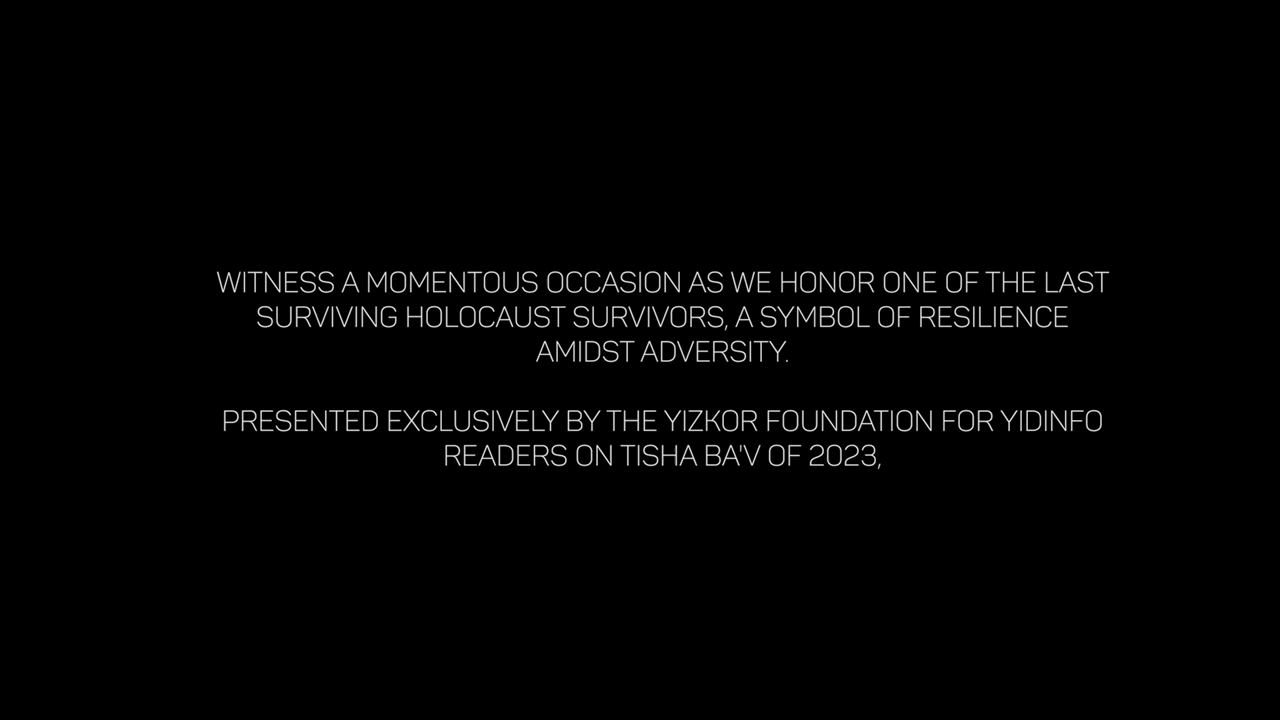 WITNESS A MOMENTOUS OCCASION AS WE HONOR ONE OF THE LAST
SURVIVING HOLOCAUST SURVIVORS, A SYMBOL OF RESILIENCE
AMIDST ADVERSITY.
PRESENTED EXCLUSIVELY BY THE YIZKOR FOUNDATION FOR YIDINFO
READERS ON TISHA BA'V OF 2023,